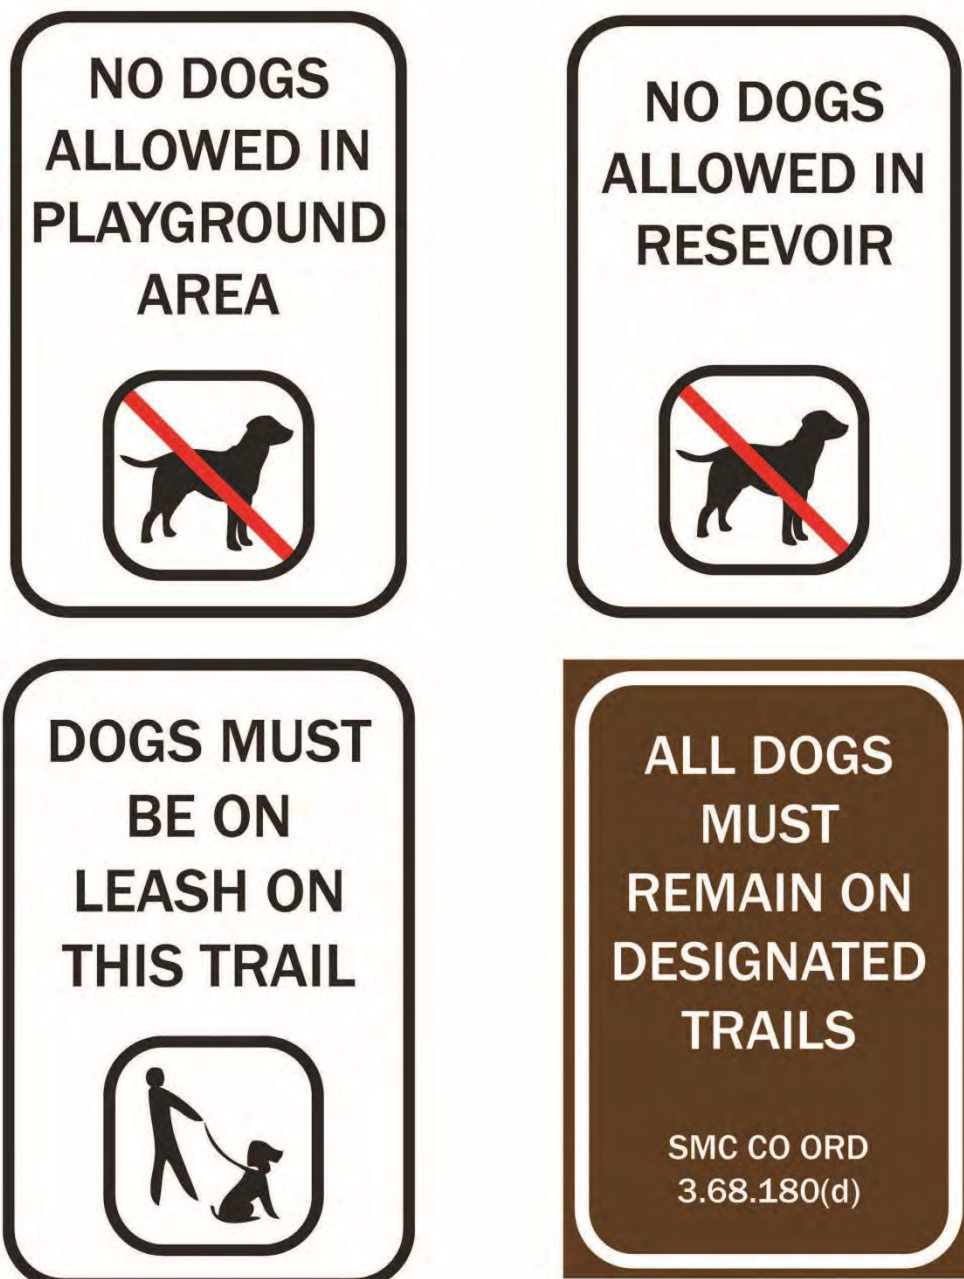 NO DOGS
ALLOWED IN
PLAYGROUND
AREA
NO DOGS
ALLOWED IN
RESEVOIR
DOGS MUST
BE ON
LEASH ON
THIS TRAIL
ALL DOGS
MUST
REMAIN ON
DESIGNATED
TRAILS
SMC CO ORD
3.68.180(d)